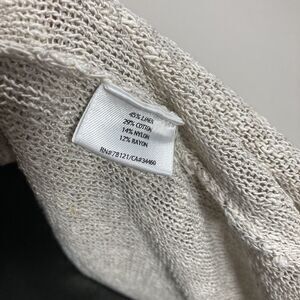 45% LINEN
29% COTTON
14% NYLON
12% RAYON
RN#78121/CA#34460